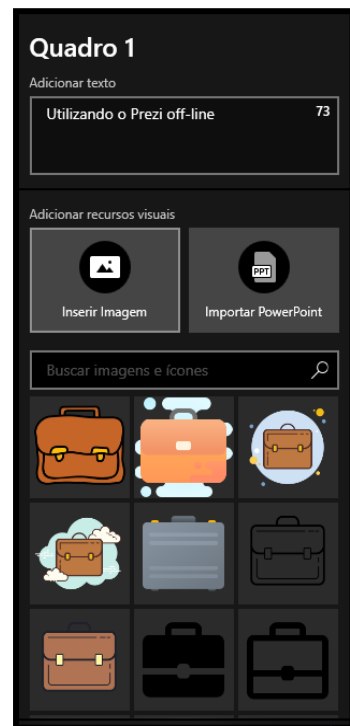 Quadro 1
Adicionar texto
Utilizando o Prezi off-line 73
Adicionar recursos visuais
PPT
Inserir Imagem Importar PowerPoint
Buscar imagens e ícones